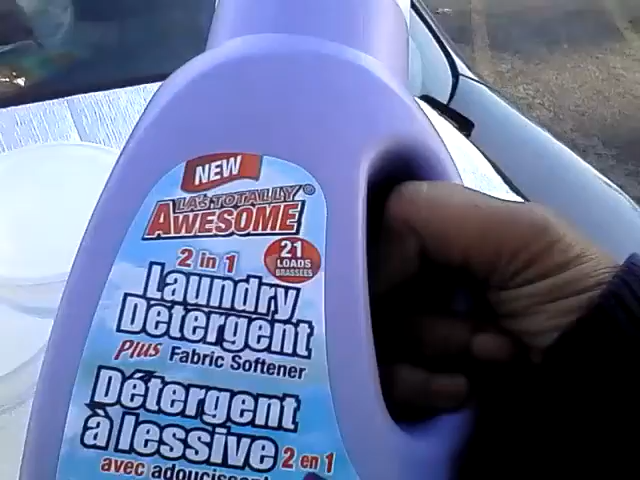 NEW
LA's TOTALLY
AWESOME®
2 in 1
21
LOADS
BRASSÉES
Laundry
Detergent
Plus Fabric Softener
Détergent
à lessive 2 en 1
avec